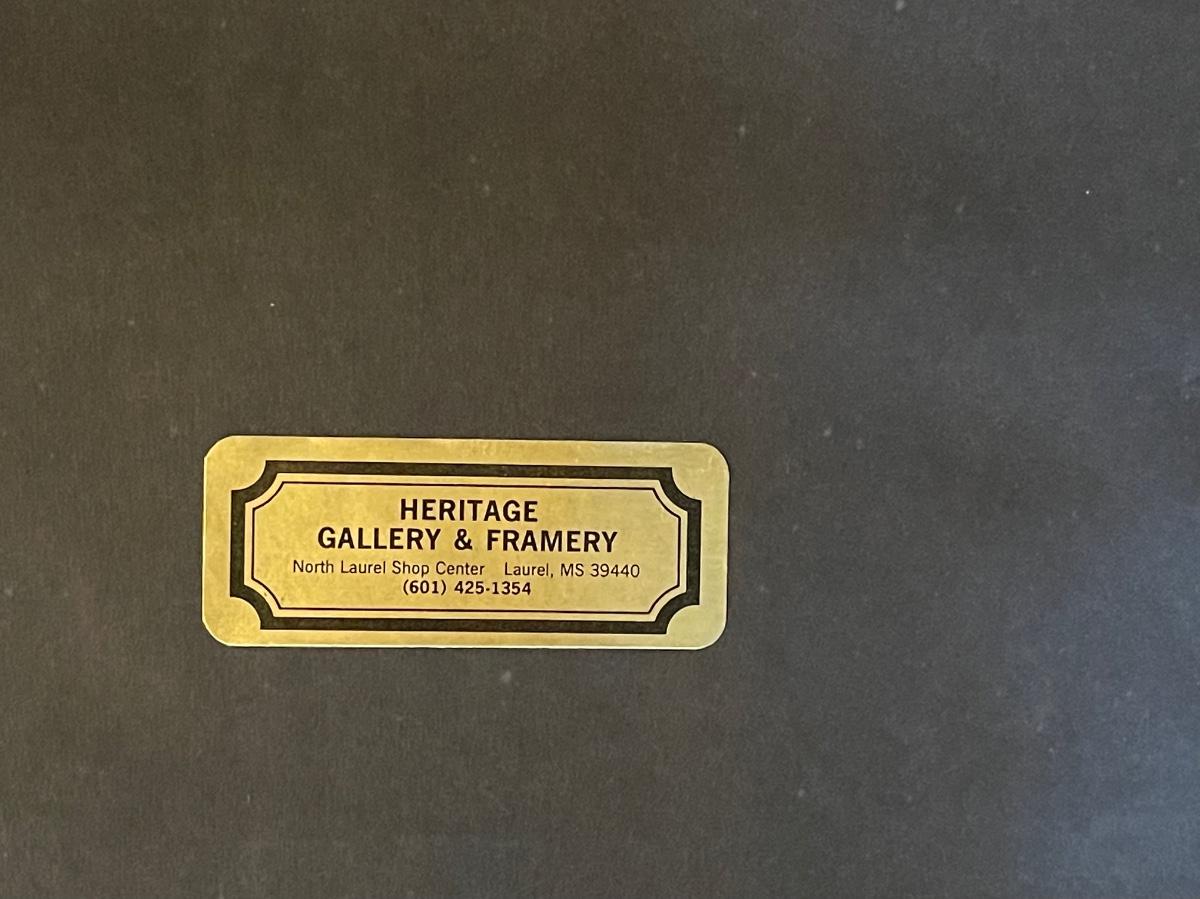 HERITAGE
GALLERY & FRAMERY
North Laurel Shop Center Laurel, MS 39440
(601) 425-1354